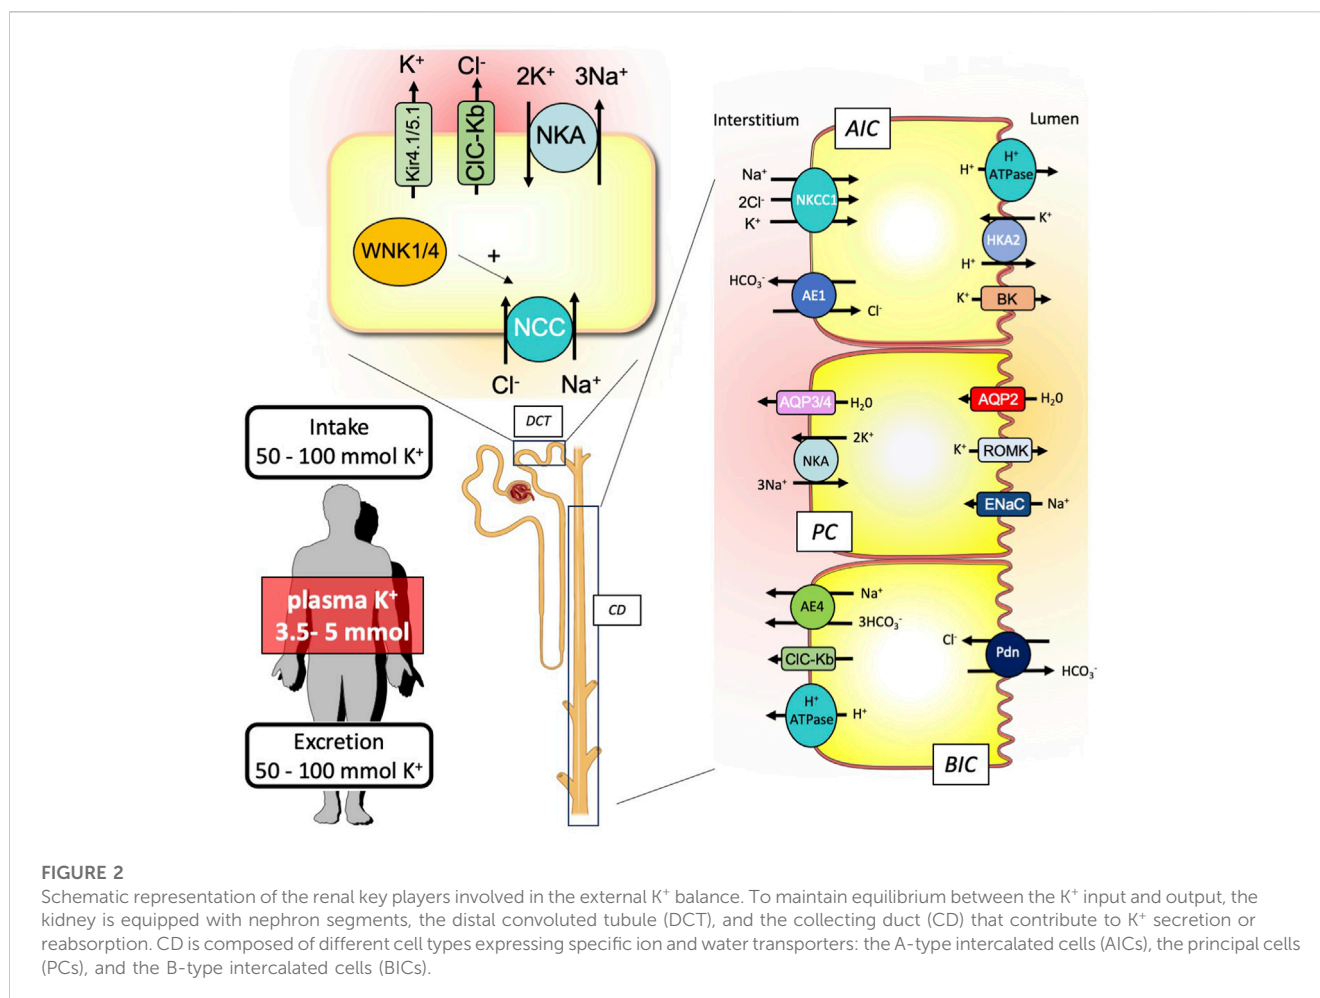 K⁺
Cl⁻
2K⁺
3Na⁺
Kir4.1/5.1
ClC-Kb
NKA
WNK1/4
+
NCC
Cl⁻
Na⁺
Intake
50 - 100 mmol K⁺
plasma K⁺
3.5- 5 mmol
Excretion
50 - 100 mmol K⁺
DCT
CD
Interstitium
AIC
Lumen
Na⁺
2Cl⁻
K⁺
NKCC1
HCO₃⁻
AE1
Cl⁻
H⁺
H⁺
ATPase
K⁺
HKA2
H⁺
K⁺
BK
AQP3/4
H₂0
AQP2
H₂0
2K⁺
NKA
3Na⁺
K⁺
ROMK
ENaC
Na⁺
PC
AE4
Na⁺
3HCO₃⁻
ClC-Kb
H⁺
ATPase
H⁺
Cl⁻
Pdn
HCO₃⁻
BIC
FIGURE 2
Schematic representation of the renal key players involved in the external K⁺ balance. To maintain equilibrium between the K⁺ input and output, the
kidney is equipped with nephron segments, the distal convoluted tubule (DCT), and the collecting duct (CD) that contribute to K⁺ secretion or
reabsorption. CD is composed of different cell types expressing specific ion and water transporters: the A-type intercalated cells (AICs), the principal cells
(PCs), and the B-type intercalated cells (BICs).